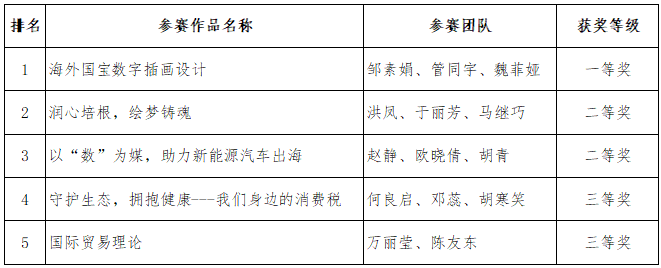 排名 参赛作品名称 参赛团队 获奖等级
1 海外国宝数字插画设计 邹素娟、管同宇、魏菲娅 一等奖
2 润心培根，绘梦铸魂 洪凤、于丽芳、马继巧 二等奖
3 以“数”为媒，助力新能源汽车出海 赵静、欧晓倩、胡青 二等奖
4 守护生态，拥抱健康---我们身边的消费税 何良启、邓蕊、胡寒笑 三等奖
5 国际贸易理论 万丽莹、陈友东 三等奖